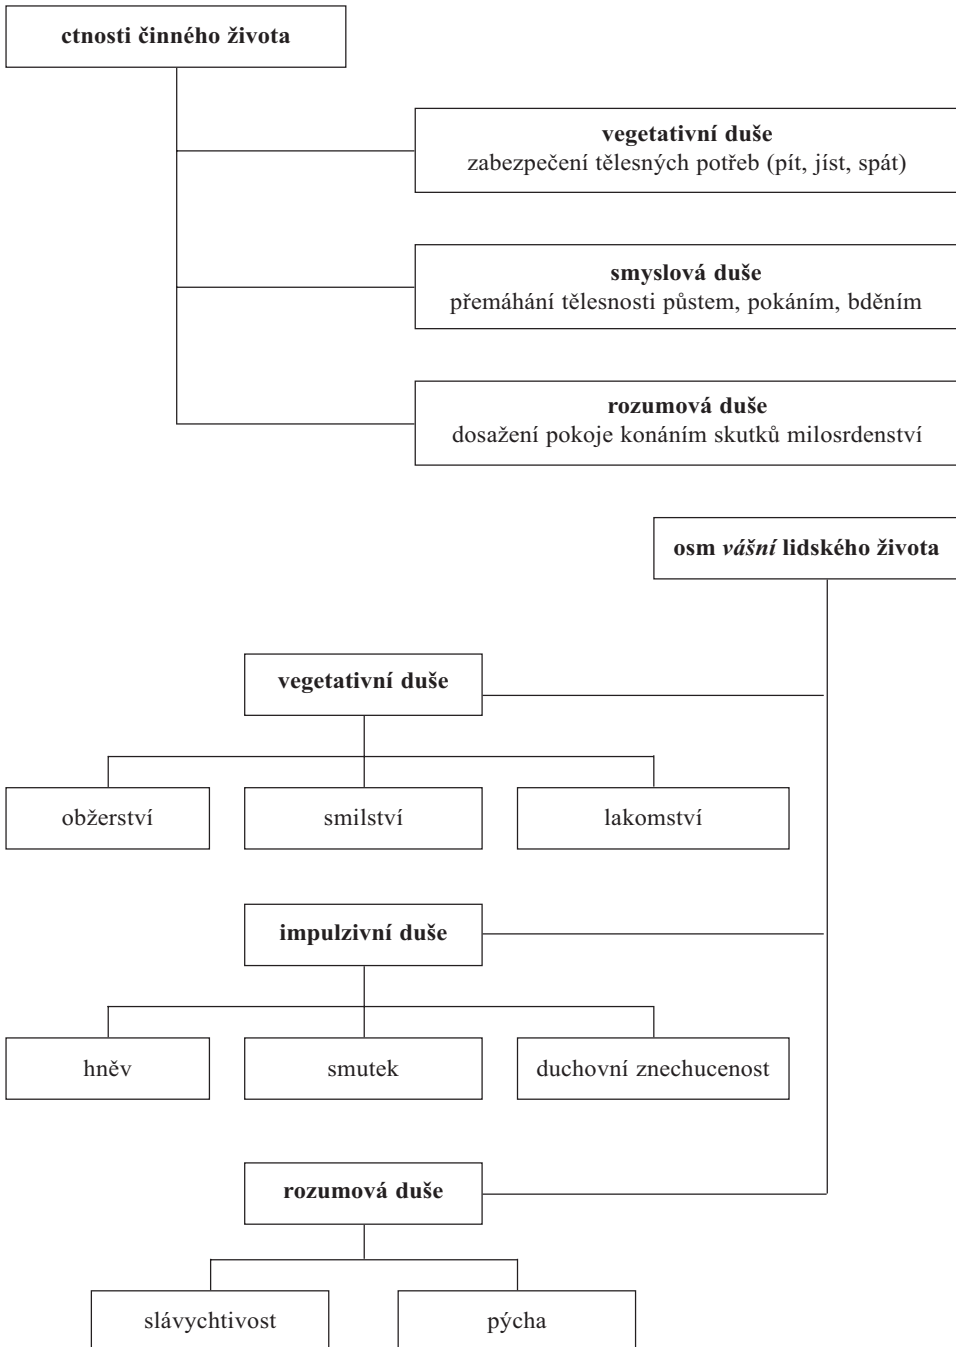 ctnosti činného života
vegetativní duše
zabezpečení tělesných potřeb (pít, jíst, spát)
smyslová duše
přemáhání tělesnosti půstem, pokáním, bděním
rozumová duše
dosažení pokoje konáním skutků milosrdenství
osm vášní lidského života
vegetativní duše
obžerství
smilství
lakomství
impulzivní duše
hněv
smutek
duchovní znechucenost
rozumová duše
slávychtivost
pýcha